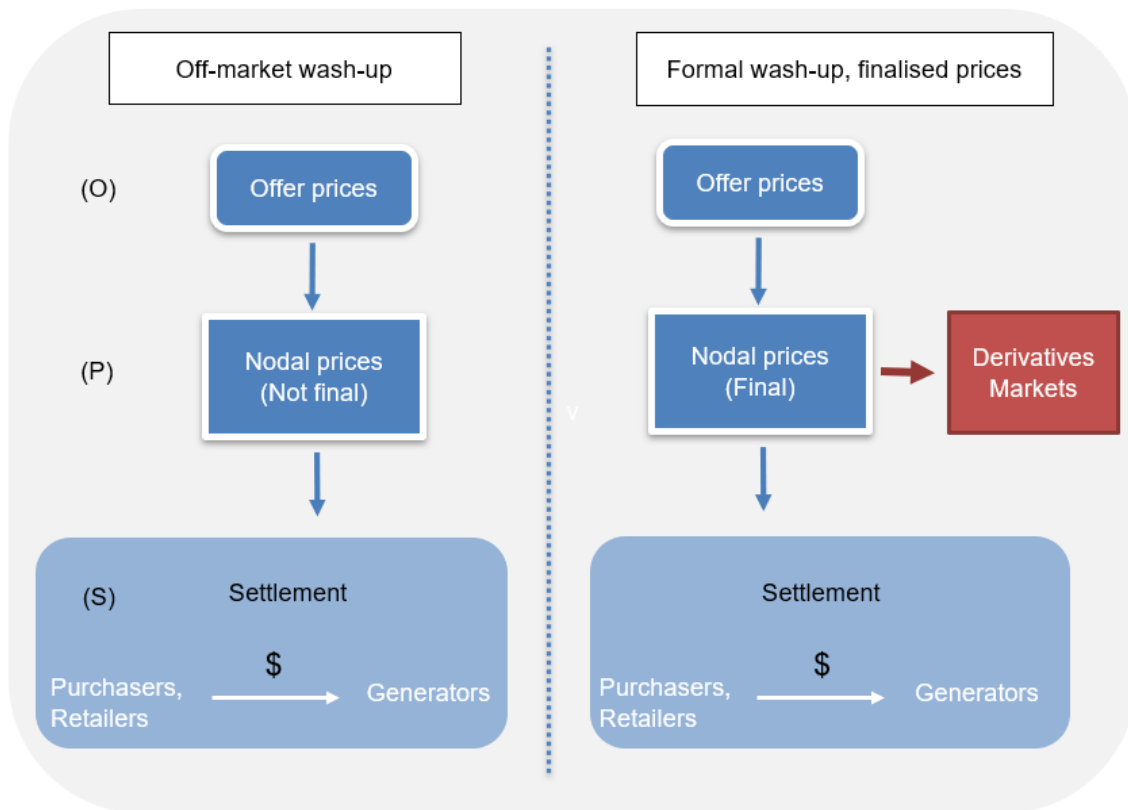 Off-market wash-up
Formal wash-up, finalised prices
(O)
Offer prices
Offer prices
(P)
Nodal prices
(Not final)
v
Nodal prices
(Final)
Derivatives
Markets
(S)
Settlement
$
Purchasers,
Retailers
Generators
Settlement
$
Purchasers,
Retailers
Generators